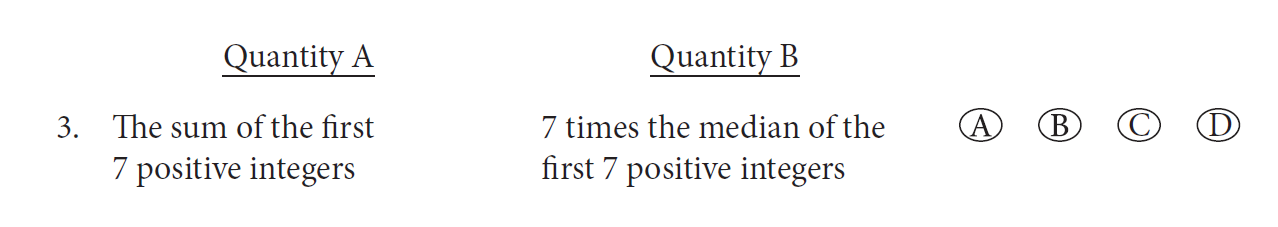 Quantity A Quantity B
3. The sum of the first 7 times the median of the A B C D
7 positive integers first 7 positive integers